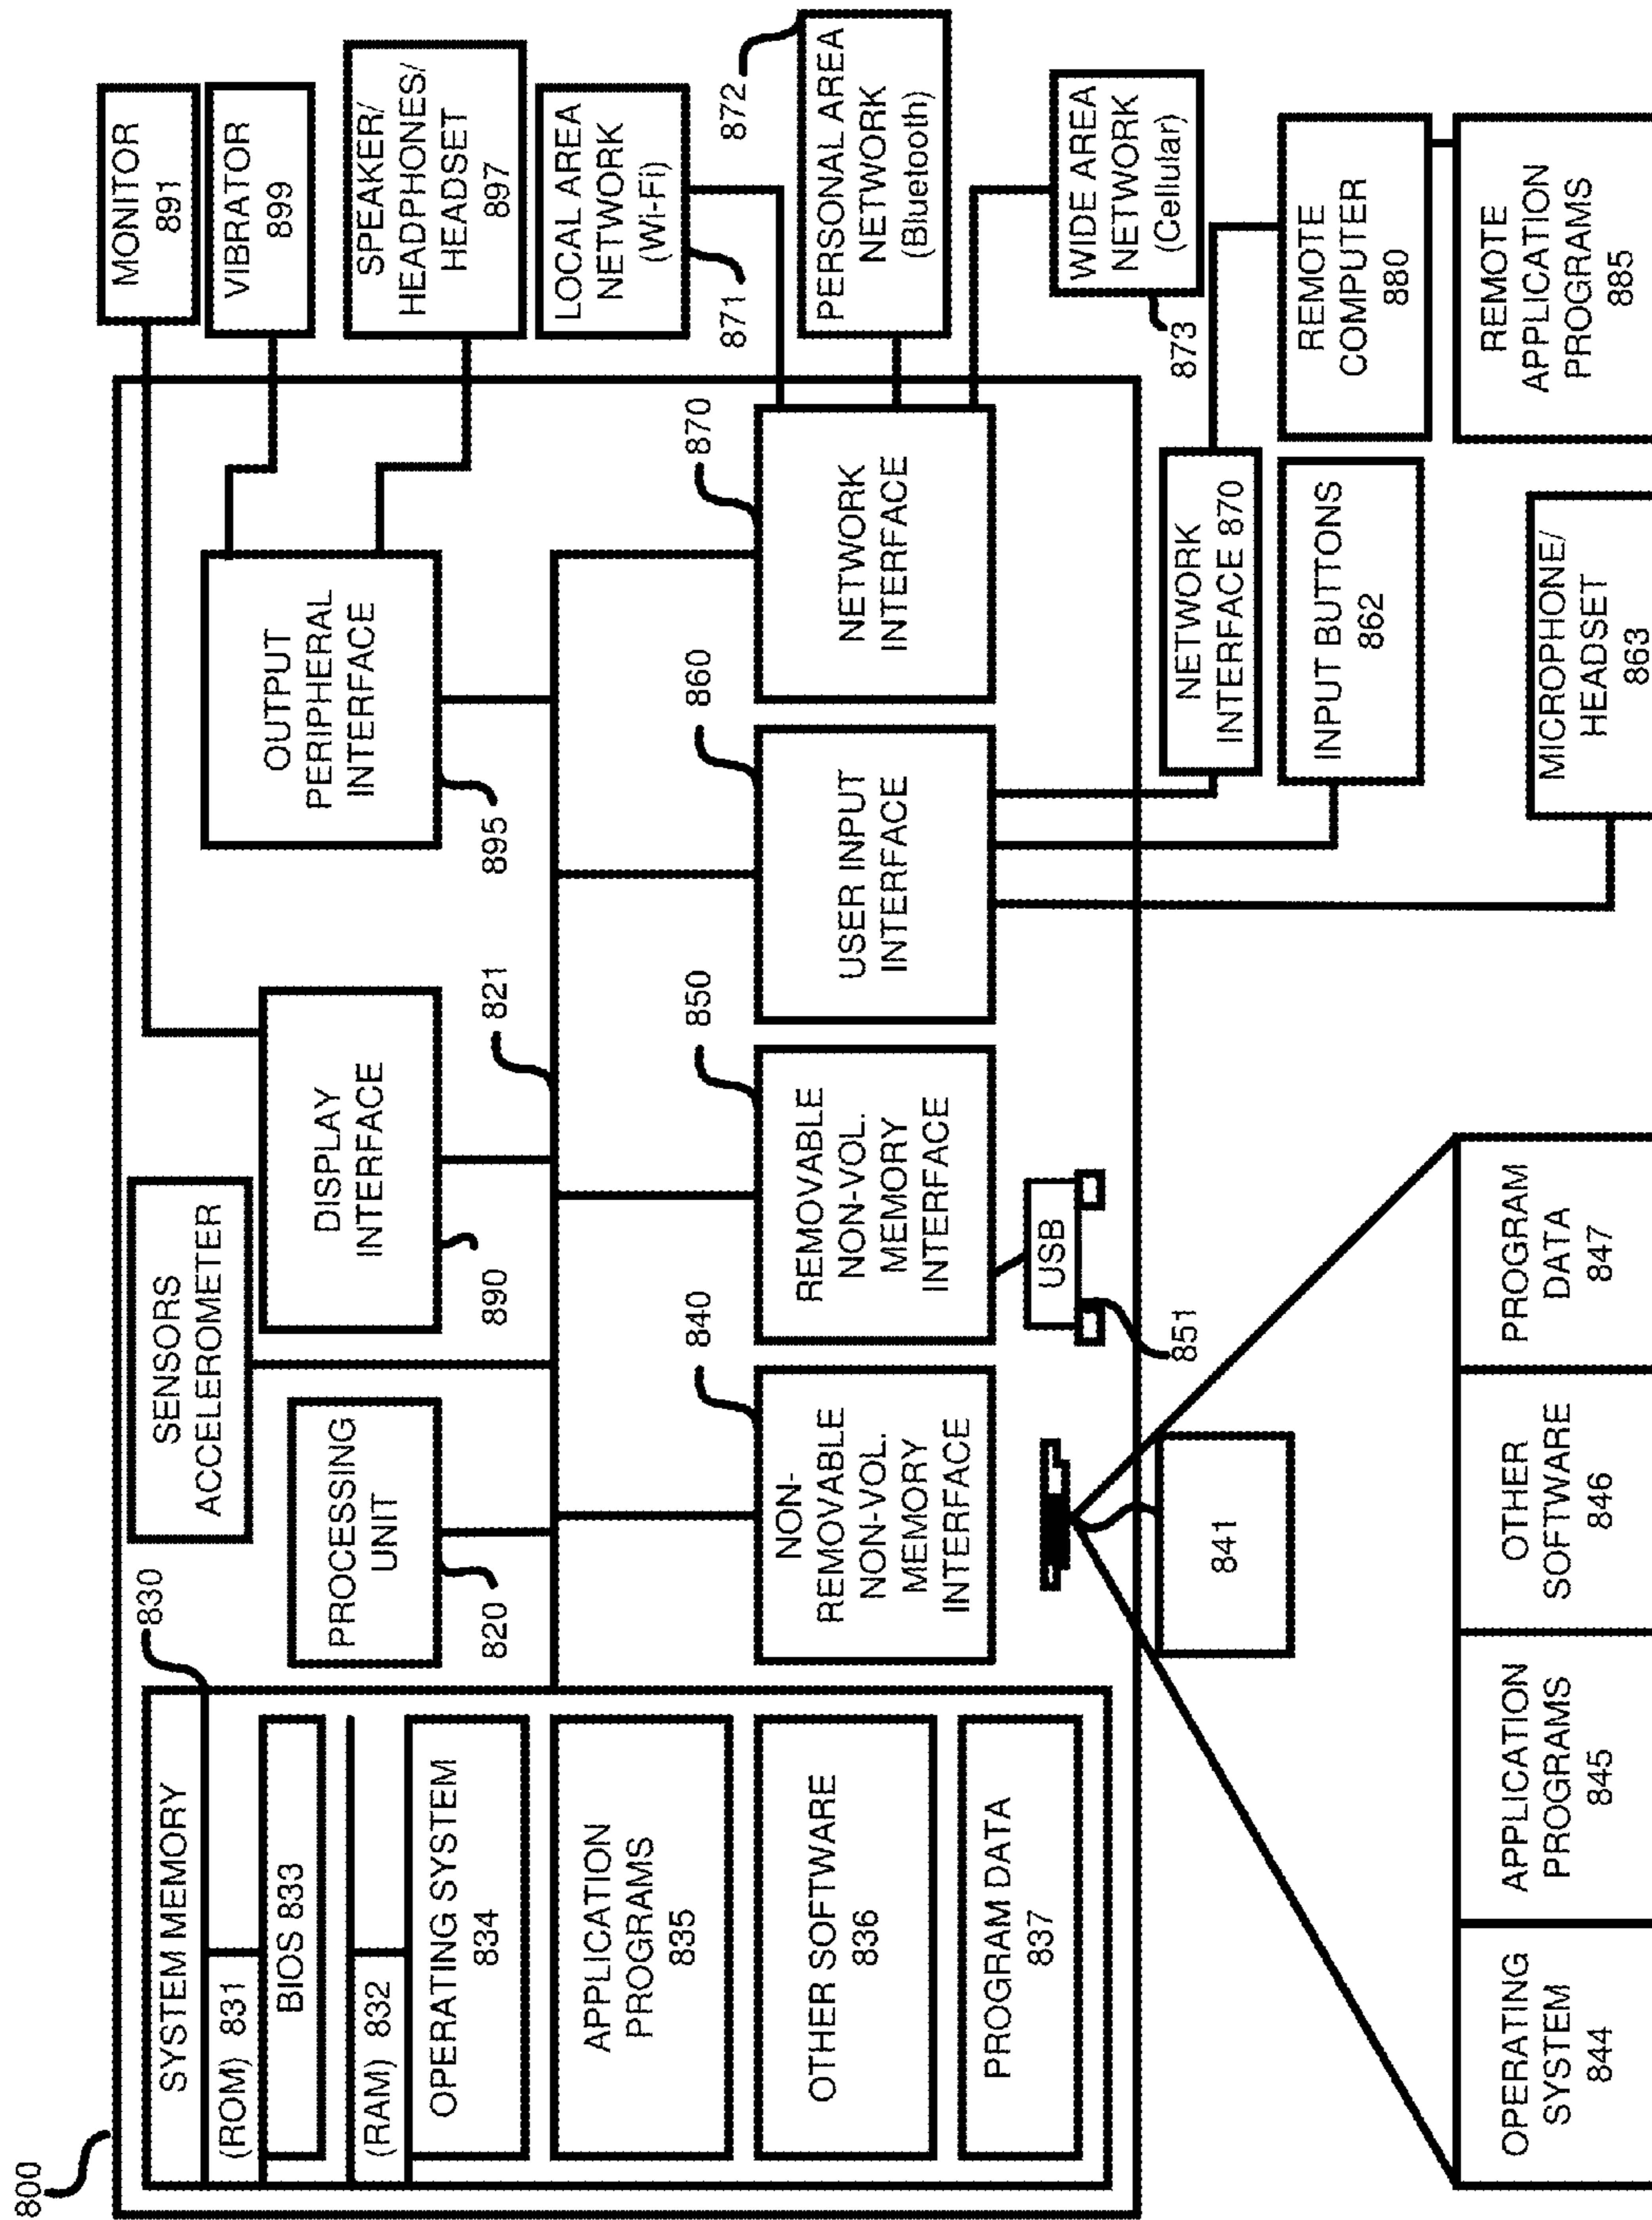 800
SYSTEM MEMORY
(ROM) 831
BIOS 833
(RAM) 832
OPERATING SYSTEM
834
APPLICATION
PROGRAMS
835
OTHER SOFTWARE
836
PROGRAM DATA
837
830
PROCESSING
UNIT
820
SENSORS
ACCELEROMETER
DISPLAY
INTERFACE
890
821
OUTPUT
PERIPHERAL
INTERFACE
895
MONITOR
891
VIBRATOR
899
SPEAKER/
HEADPHONES/
HEADSET
897
LOCAL AREA
NETWORK
(Wi-Fi)
871
872
PERSONAL AREA
NETWORK
(Bluetooth)
WIDE AREA
NETWORK
(Cellular)
873
NON-
REMOVABLE
NON-VOL.
MEMORY
INTERFACE
840
REMOVABLE
NON-VOL.
MEMORY
INTERFACE
850
USER INPUT
INTERFACE
860
NETWORK
INTERFACE
870
USB
851
841
NETWORK
INTERFACE 870
INPUT BUTTONS
862
MICROPHONE/
HEADSET
863
REMOTE
COMPUTER
880
REMOTE
APPLICATION
PROGRAMS
885
OPERATING
SYSTEM
844
APPLICATION
PROGRAMS
845
OTHER
SOFTWARE
846
PROGRAM
DATA
847